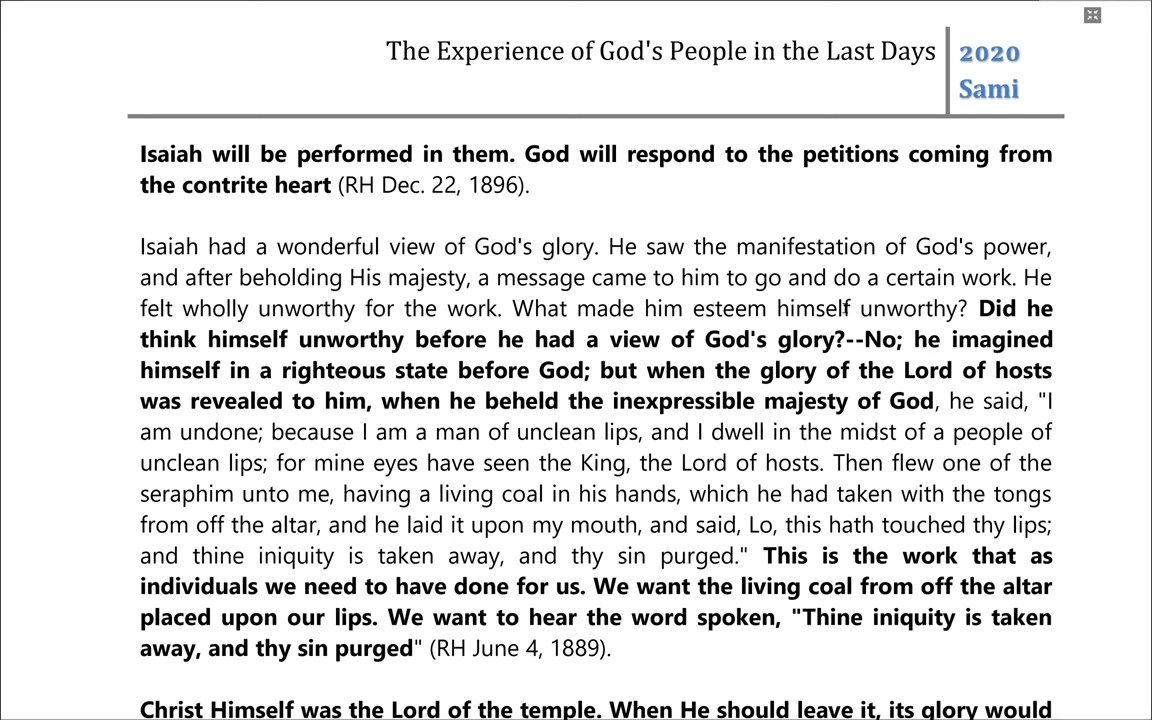 The Experience of God's People in the Last Days
2020
Sami
Isaiah will be performed in them. God will respond to the petitions coming from
the contrite heart (RH Dec. 22, 1896).
Isaiah had a wonderful view of God's glory. He saw the manifestation of God's power,
and after beholding His majesty, a message came to him to go and do a certain work. He
felt wholly unworthy for the work. What made him esteem himself unworthy? Did he
think himself unworthy before he had a view of God's glory?--No; he imagined
himself in a righteous state before God; but when the glory of the Lord of hosts
was revealed to him, when he beheld the inexpressible majesty of God, he said, "I
am undone; because I am a man of unclean lips, and I dwell in the midst of a people of
unclean lips; for mine eyes have seen the King, the Lord of hosts. Then flew one of the
seraphim unto me, having a living coal in his hands, which he had taken with the tongs
from off the altar, and he laid it upon my mouth, and said, Lo, this hath touched thy lips;
and thine iniquity is taken away, and thy sin purged." This is the work that as
individuals we need to have done for us. We want the living coal from off the altar
placed upon our lips. We want to hear the word spoken, "Thine iniquity is taken
away, and thy sin purged" (RH June 4, 1889).
Christ Himself was the Lord of the temple. When He should leave it, its glory would